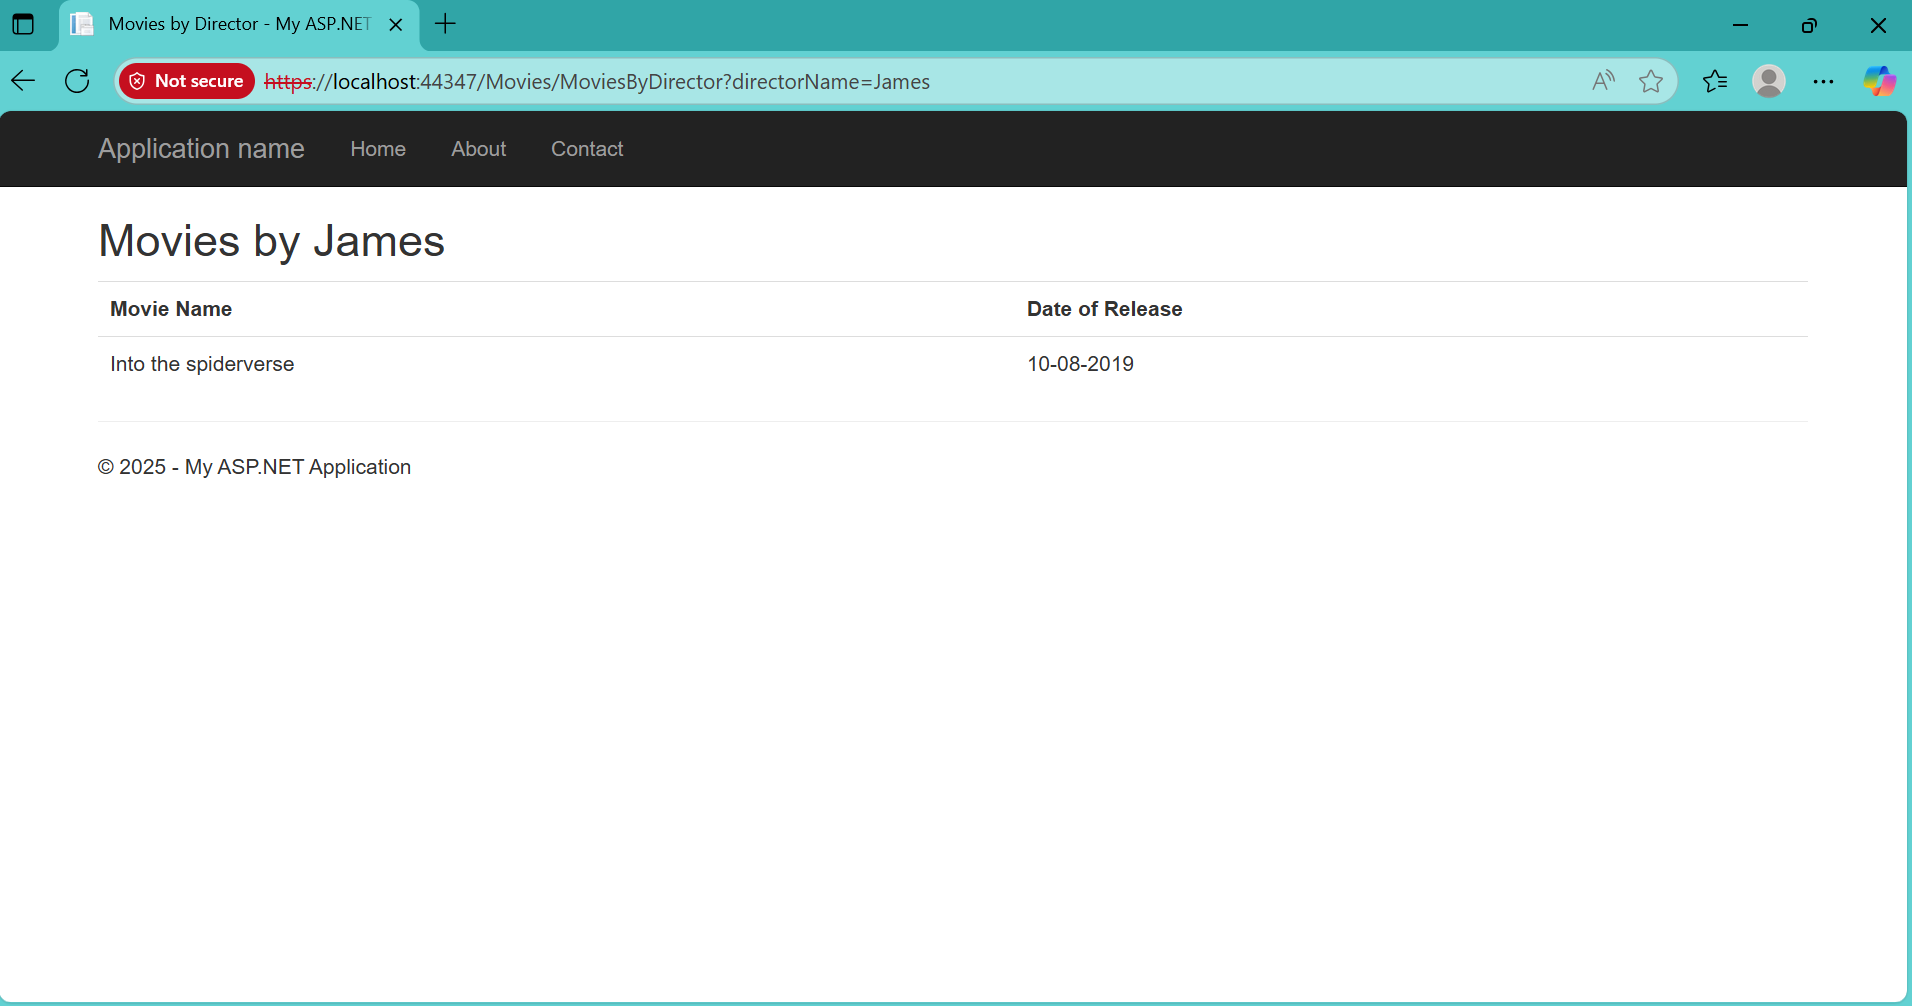 Movies by Director - My ASP.NET
Not secure https://localhost:44347/Movies/MoviesByDirector?directorName=James
Application name Home About Contact
Movies by James
Movie Name Date of Release
Into the spiderverse 10-08-2019
© 2025 - My ASP.NET Application